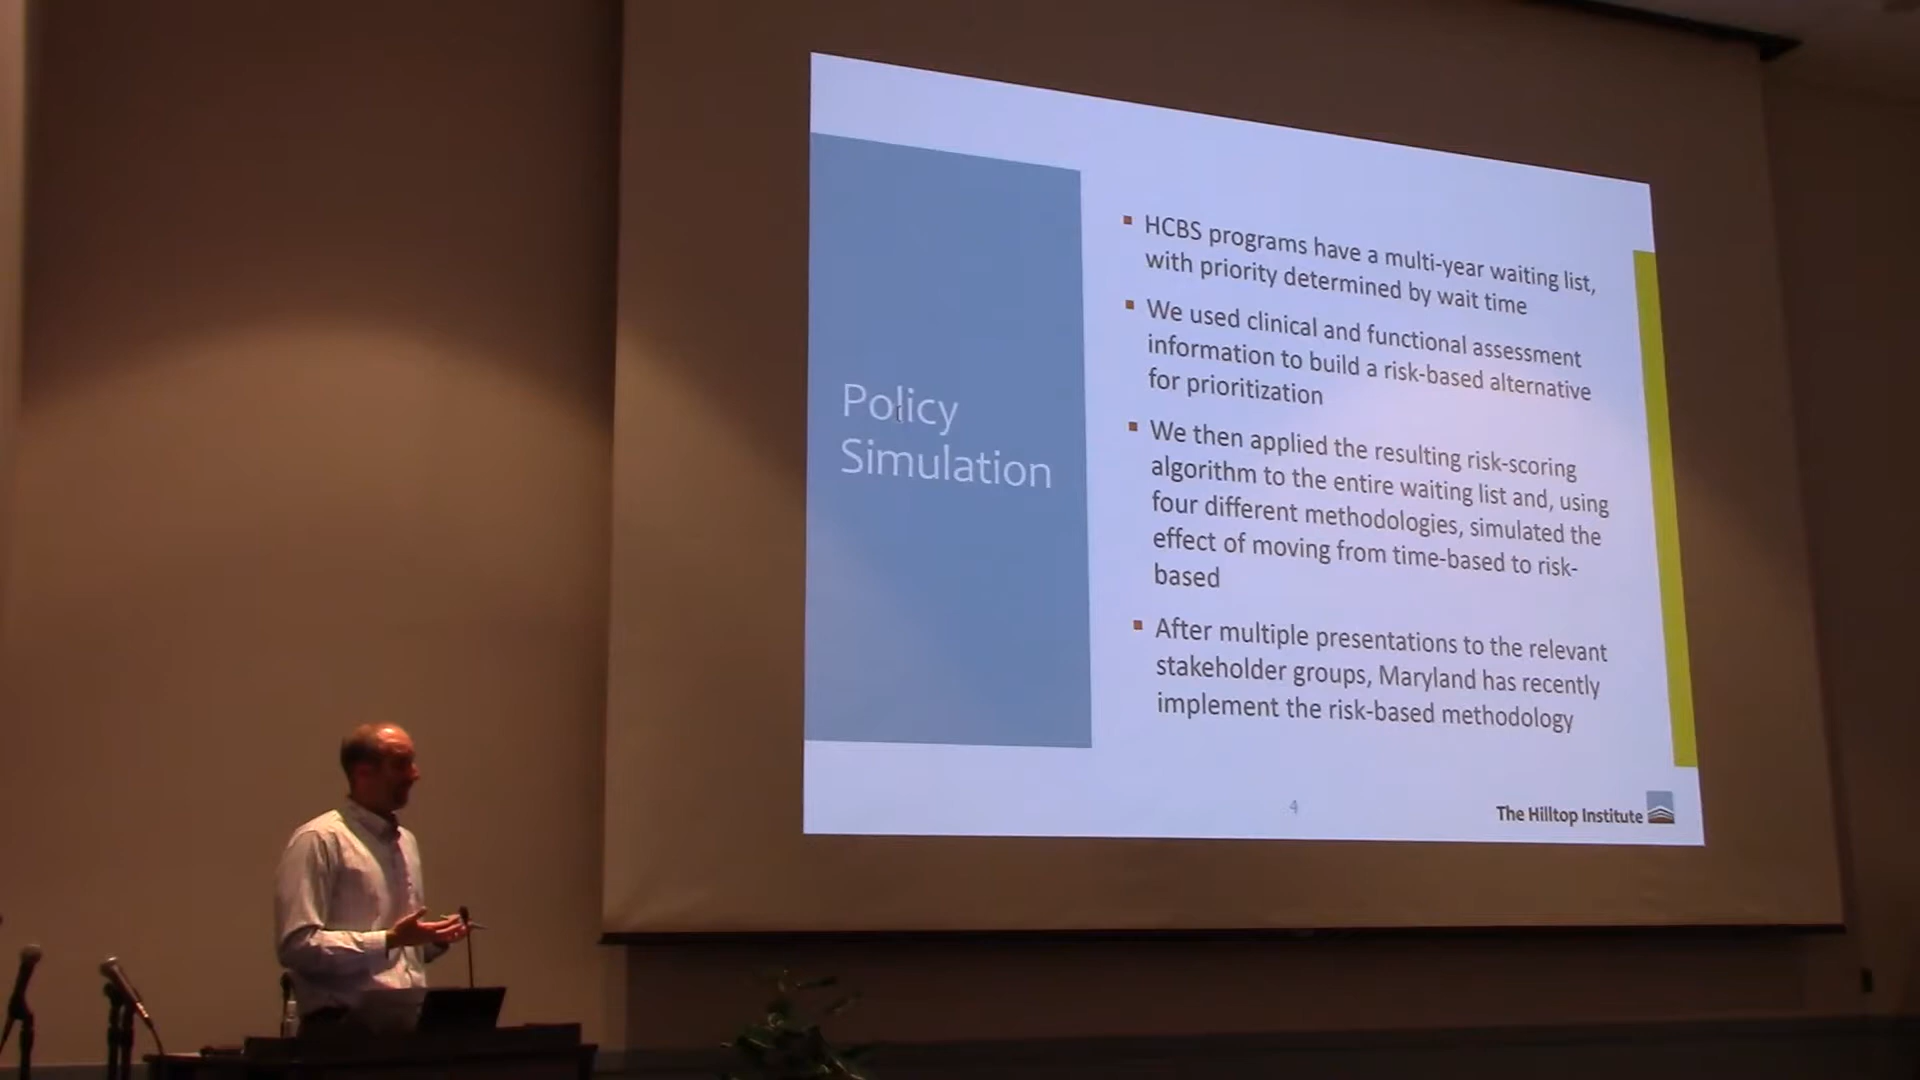 Policy
Simulation
▪ HCBS programs have a multi-year waiting list,
with priority determined by wait time
▪ We used clinical and functional assessment
information to build a risk-based alternative
for prioritization
▪ We then applied the resulting risk-scoring
algorithm to the entire waiting list and, using
four different methodologies, simulated the
effect of moving from time-based to risk-
based
▪ After multiple presentations to the relevant
stakeholder groups, Maryland has recently
implement the risk-based methodology
4
The Hilltop Institute